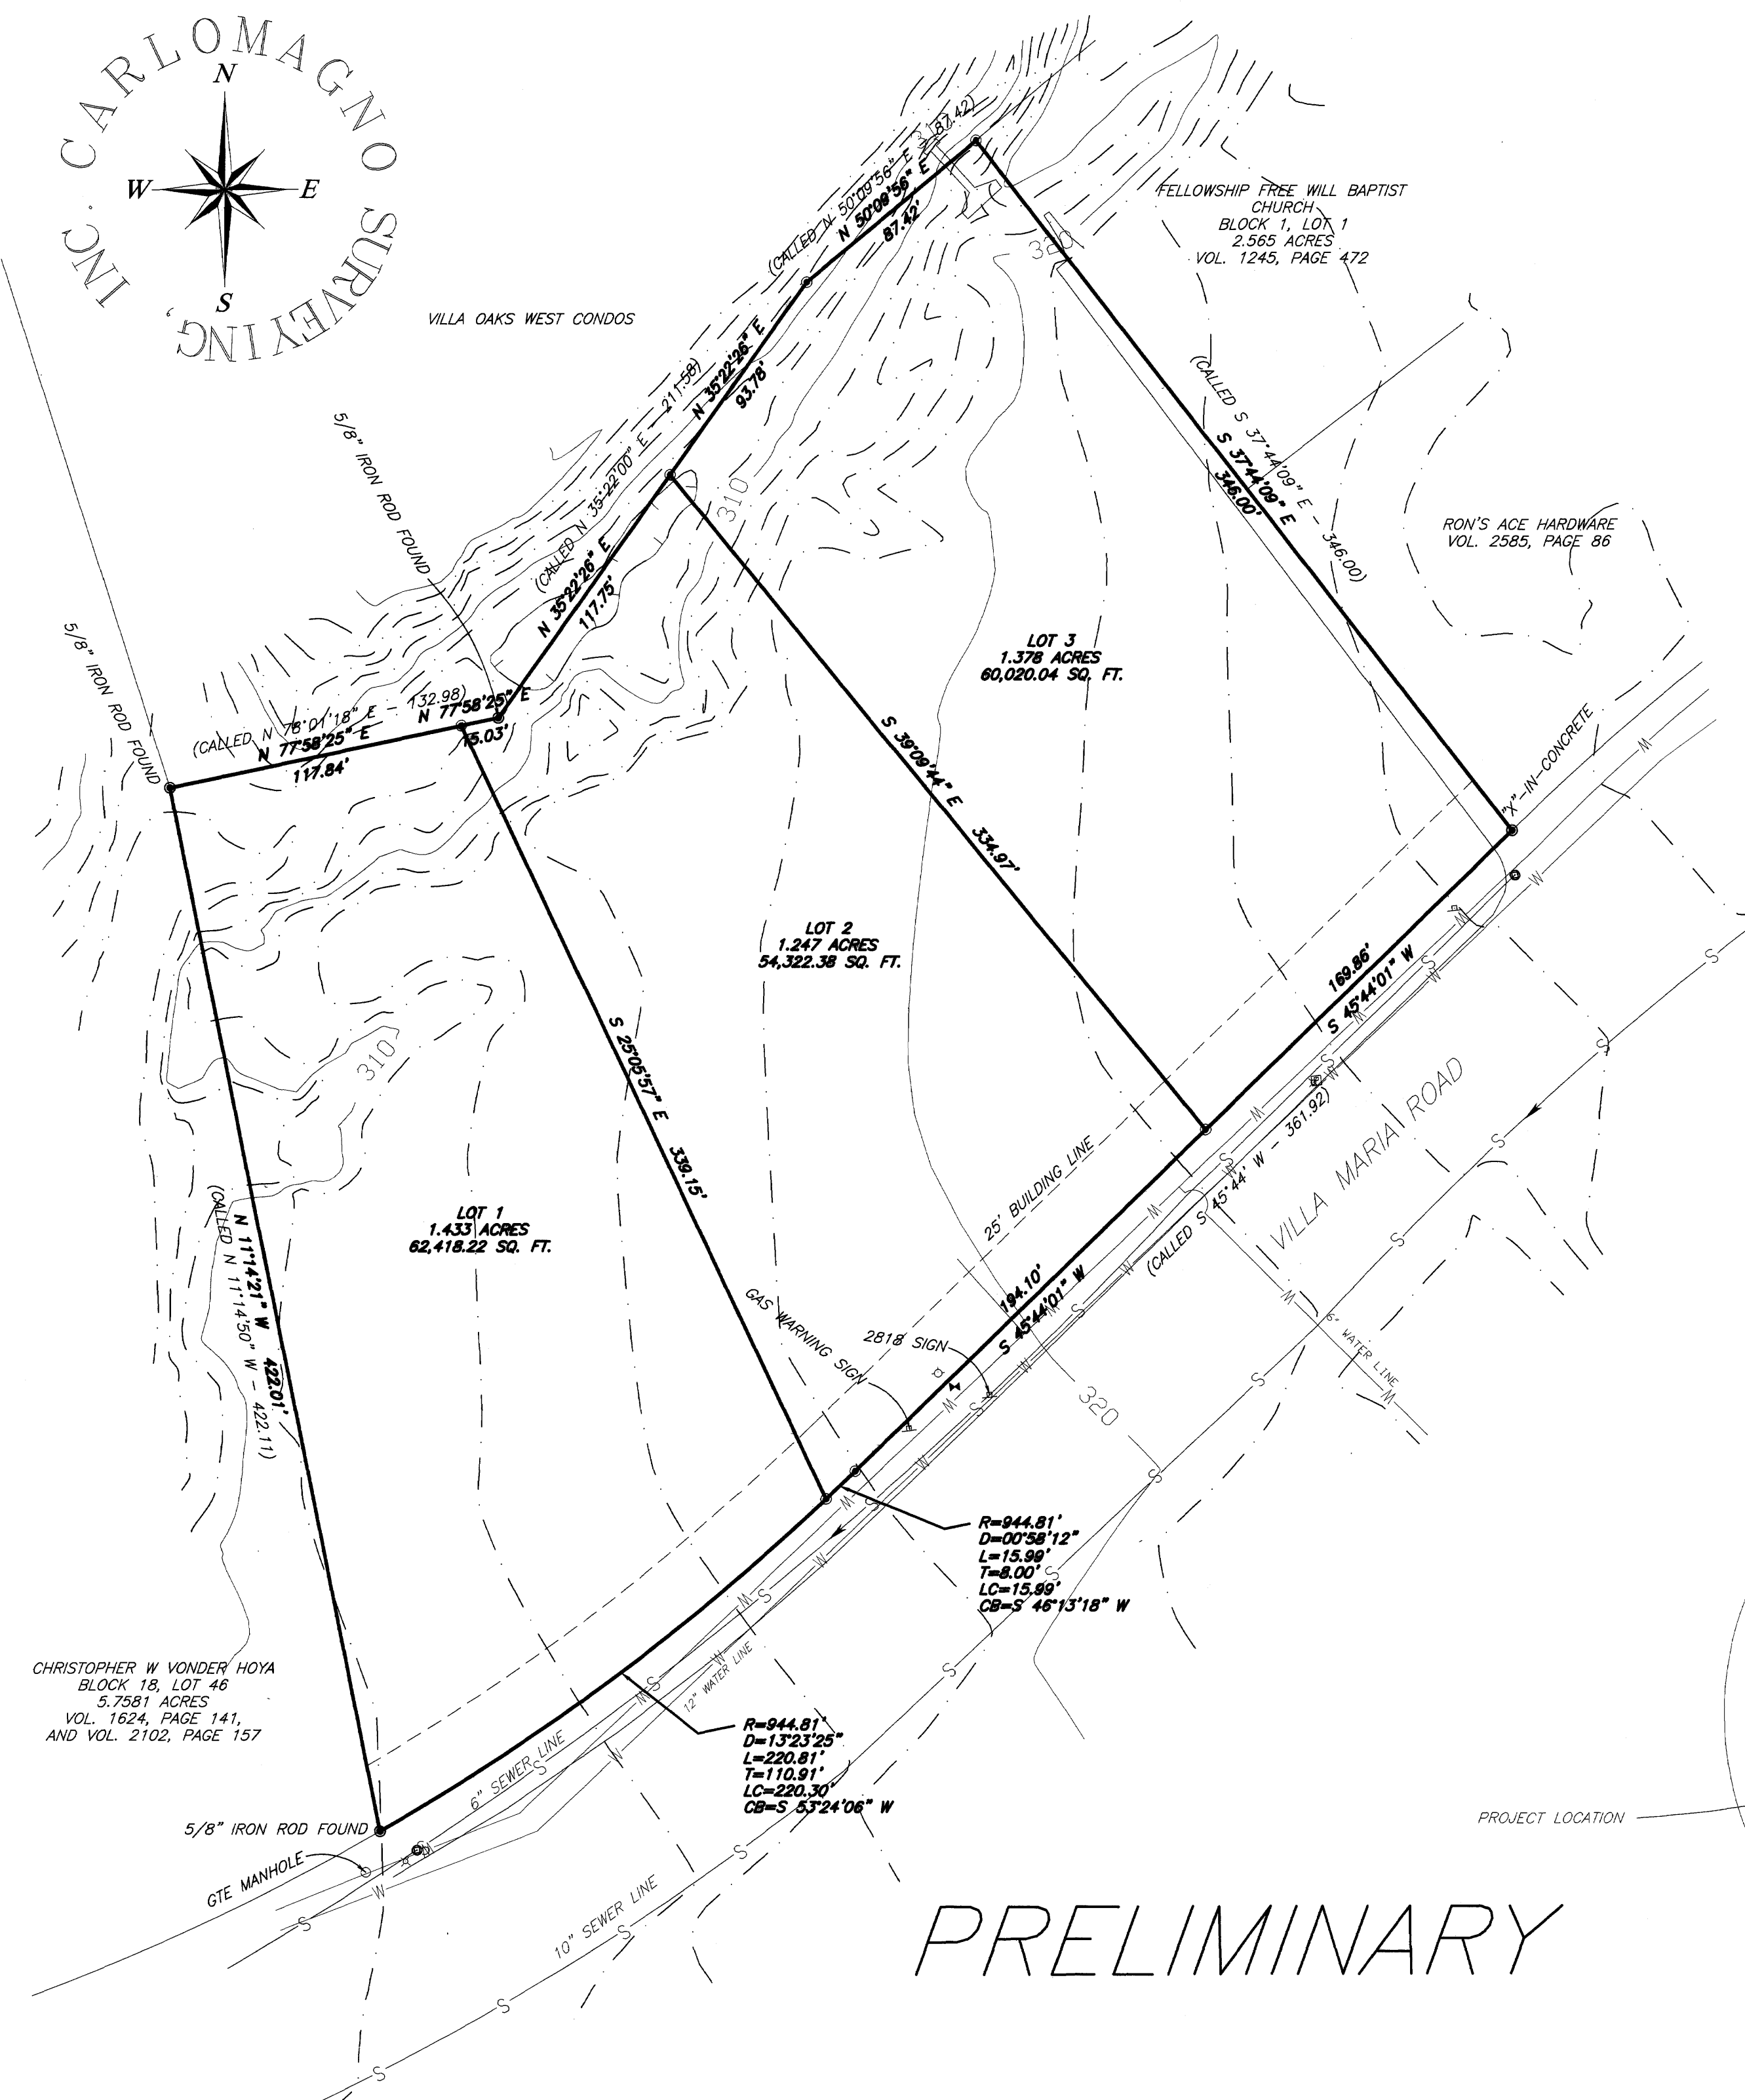 CARLOMAGNO SURVEYING, INC.
N
W
E
S
VILLA OAKS WEST CONDOS
FELLOWSHIP FREE WILL BAPTIST
CHURCH
BLOCK 1, LOT 1
2.565 ACRES
VOL. 1245, PAGE 472
RON'S ACE HARDWARE
VOL. 2585, PAGE 86
(CALLED N 50°09'56" E - 87.42)
N 50°09'56" E
87.42'
320
(CALLED S 37°44'09" E - 346.00)
S 37°44'09" E
346.00'
N 35°22'26" E
93.78'
(CALLED N 35°22'00" E - 211.58)
N 35°22'26" E
117.75'
310
5/8" IRON ROD FOUND
5/8" IRON ROD FOUND
(CALLED N 78°01'18" E - 132.98)
N 77°58'25" E
15.03'
N 77°58'25" E
117.84'
LOT 3
1.378 ACRES
60,020.04 SQ. FT.
S 39°09'44" E 334.97'
"X"-IN-CONCRETE
LOT 2
1.247 ACRES
54,322.38 SQ. FT.
169.86'
S 45°44'01" W
S 25°05'57" E 339.15'
310
LOT 1
1.433 ACRES
62,418.22 SQ. FT.
N 11°14'21" W 422.01'
(CALLED N 11°14'50" W - 422.11)
25' BUILDING LINE
(CALLED S 45°44' W - 361.92)
VILLA MARIA ROAD
194.10'
S 45°44'01" W
GAS WARNING SIGN
2818 SIGN
6" WATER LINE
320
R=944.81'
D=00°58'12"
L=15.99'
T=8.00'
LC=15.99'
CB=S 46°13'18" W
CHRISTOPHER W VONDER HOYA
BLOCK 18, LOT 46
5.7581 ACRES
VOL. 1624, PAGE 141,
AND VOL. 2102, PAGE 157
12" WATER LINE
R=944.81'
D=13°23'25"
L=220.81'
T=110.91'
LC=220.30'
CB=S 53°24'06" W
6" SEWER LINE
5/8" IRON ROD FOUND
GTE MANHOLE
10" SEWER LINE
PROJECT LOCATION
PRELIMINARY